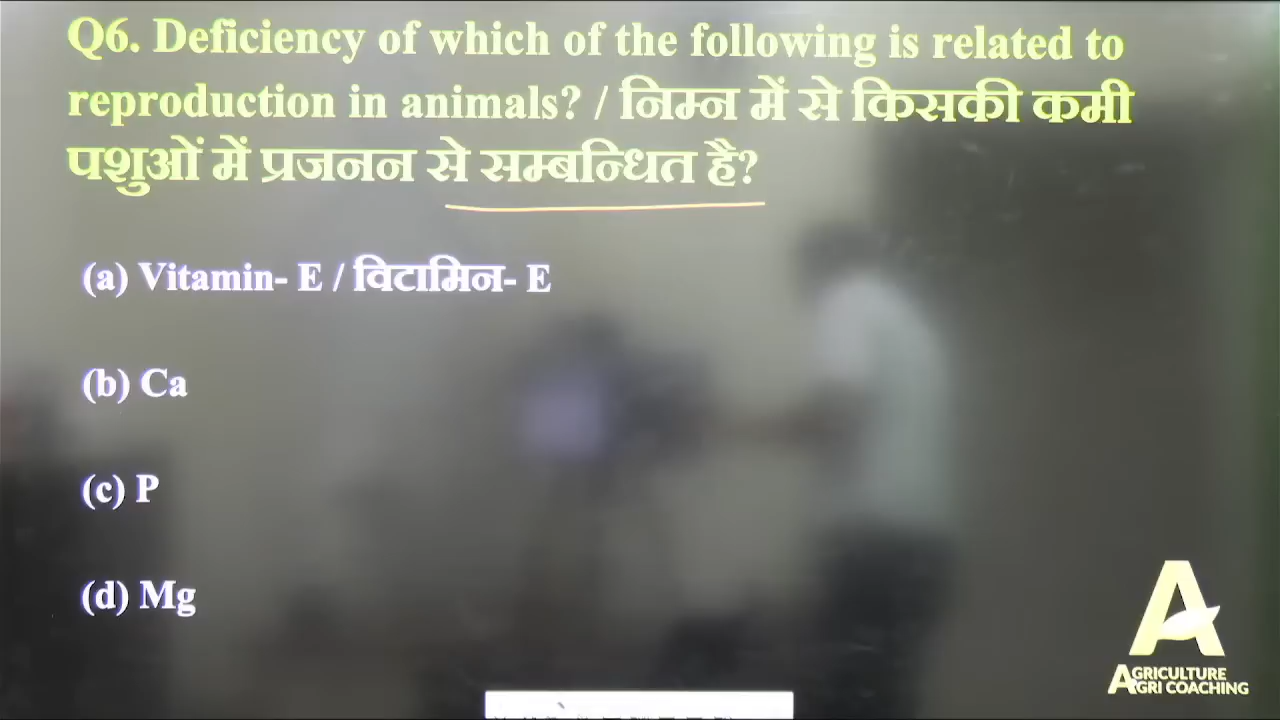 Q6. Deficiency of which of the following is related to
reproduction in animals? / निम्न में से किसकी कमी
पशुओं में प्रजनन से सम्बन्धित है?
(a) Vitamin- E / विटामिन- E
(b) Ca
(c) P
(d) Mg
A
AGRICULTURE
AGRI COACHING